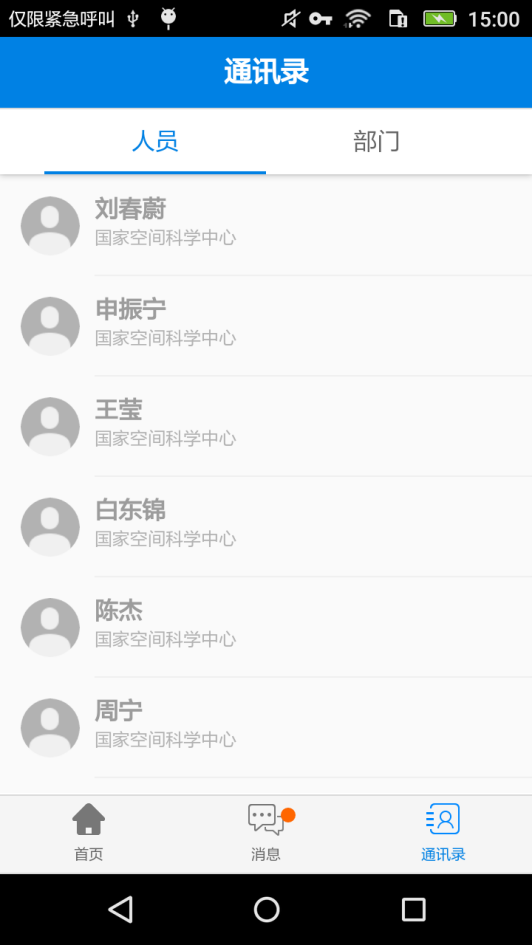 仅限紧急呼叫 15:00
通讯录
人员 部门
刘春蔚
国家空间科学中心
申振宁
国家空间科学中心
王莹
国家空间科学中心
白东锦
国家空间科学中心
陈杰
国家空间科学中心
周宁
国家空间科学中心
首页 消息 通讯录